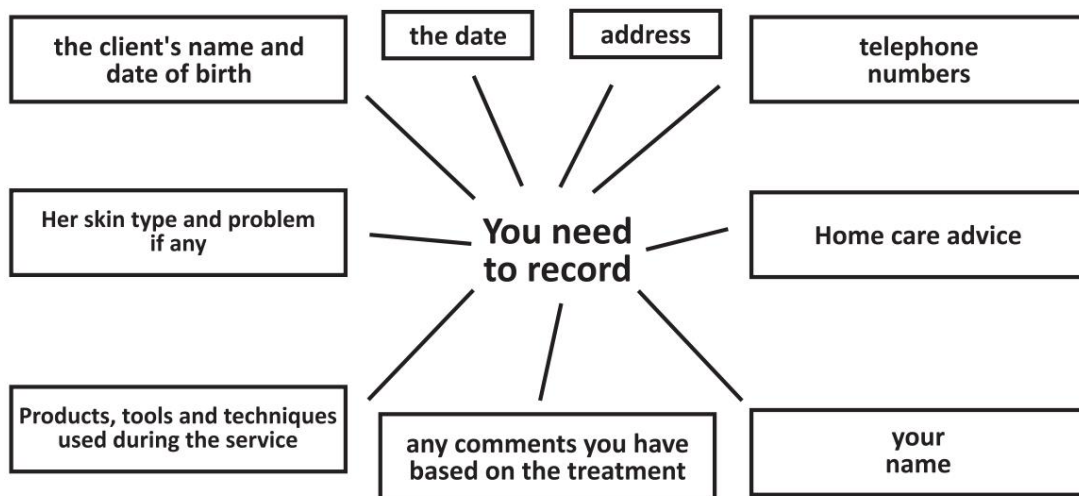 the client's name and
date of birth
the date
address
telephone
numbers
Her skin type and problem
if any
You need
to record
Home care advice
Products, tools and techniques
used during the service
any comments you have
based on the treatment
your
name